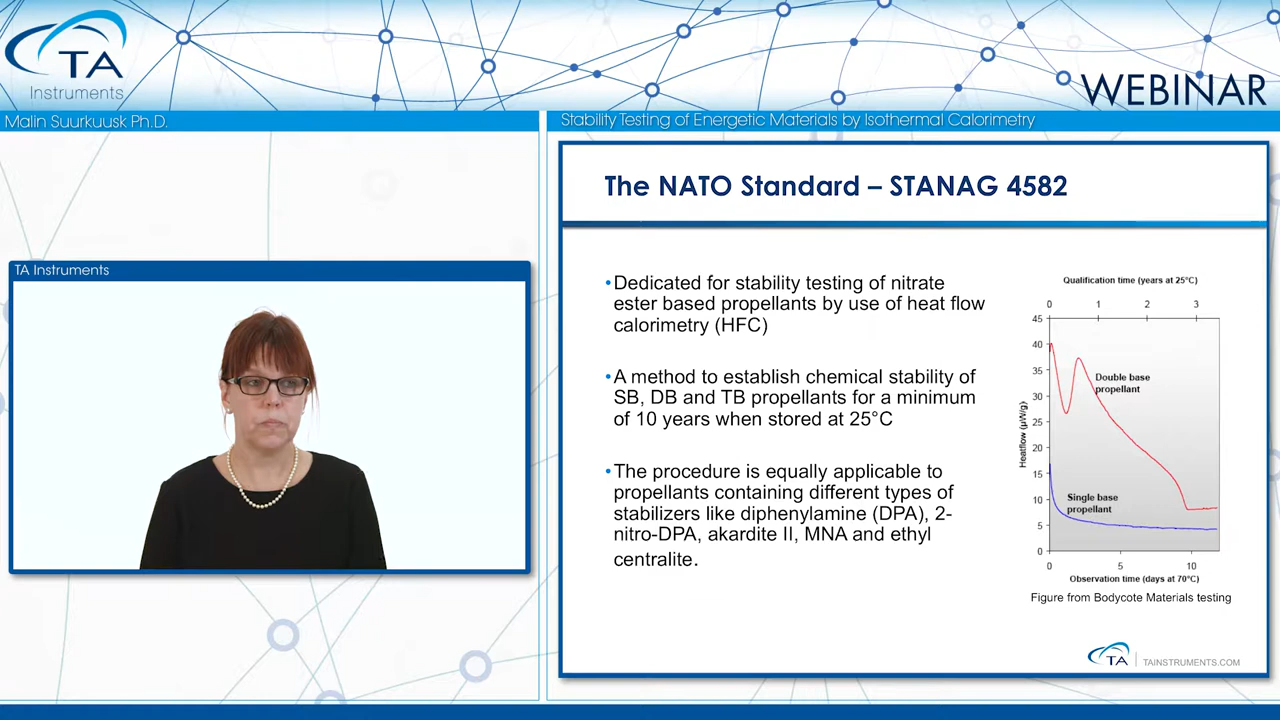 TA
Instruments
WEBINAR
Malin Suurkuusk Ph.D.
Stability Testing of Energetic Materials by Isothermal Calorimetry
TA Instruments
The NATO Standard – STANAG 4582
•Dedicated for stability testing of nitrate
ester based propellants by use of heat flow
calorimetry (HFC)
•A method to establish chemical stability of
SB, DB and TB propellants for a minimum
of 10 years when stored at 25°C
•The procedure is equally applicable to
propellants containing different types of
stabilizers like diphenylamine (DPA), 2-
nitro-DPA, akardite II, MNA and ethyl
centralite.
Qualification time (years at 25°C)
0 1 2 3
45
40
35
30
25
20
15
10
5
0
Heatflow (µW/g)
Double base
propellant
Single base
propellant
0 5 10
Observation time (days at 70°C)
Figure from Bodycote Materials testing
TA
TAINSTRUMENTS.COM